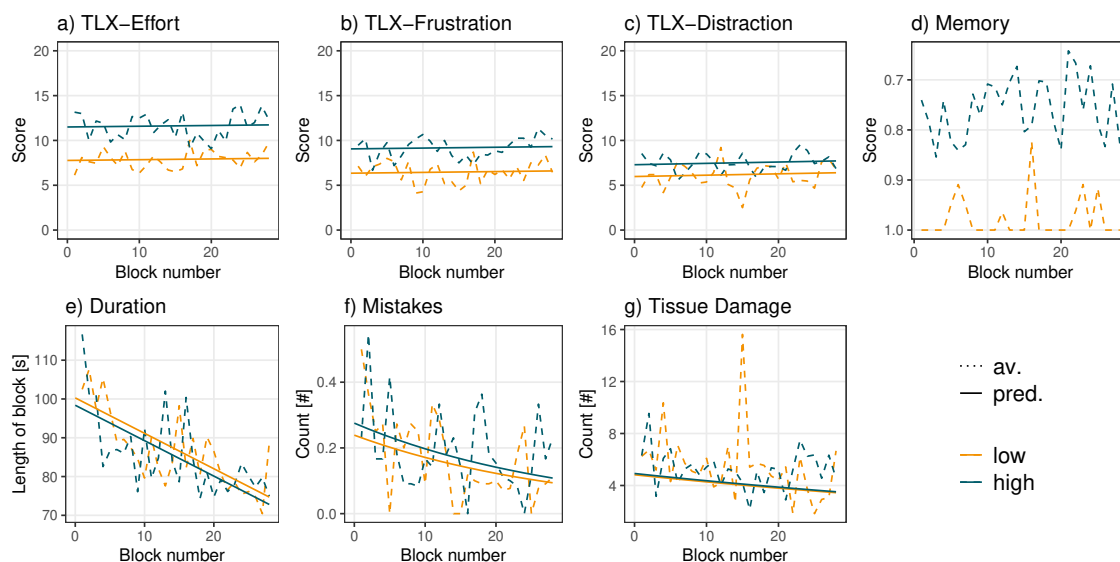 a) TLX−Effort
b) TLX−Frustration
c) TLX−Distraction
d) Memory
20
15
10
5
0
Score
0
10
20
Block number
20
15
10
5
0
Score
0
10
20
Block number
20
15
10
5
0
Score
0
10
20
Block number
0.7
0.8
0.9
1.0
Score
0
10
20
Block number
e) Duration
f) Mistakes
g) Tissue Damage
110
100
90
80
70
Length of block [s]
0
10
20
Block number
0.4
0.2
0.0
Count [#]
0
10
20
Block number
16
12
8
4
Count [#]
0
10
20
Block number
av.
pred.
low
high